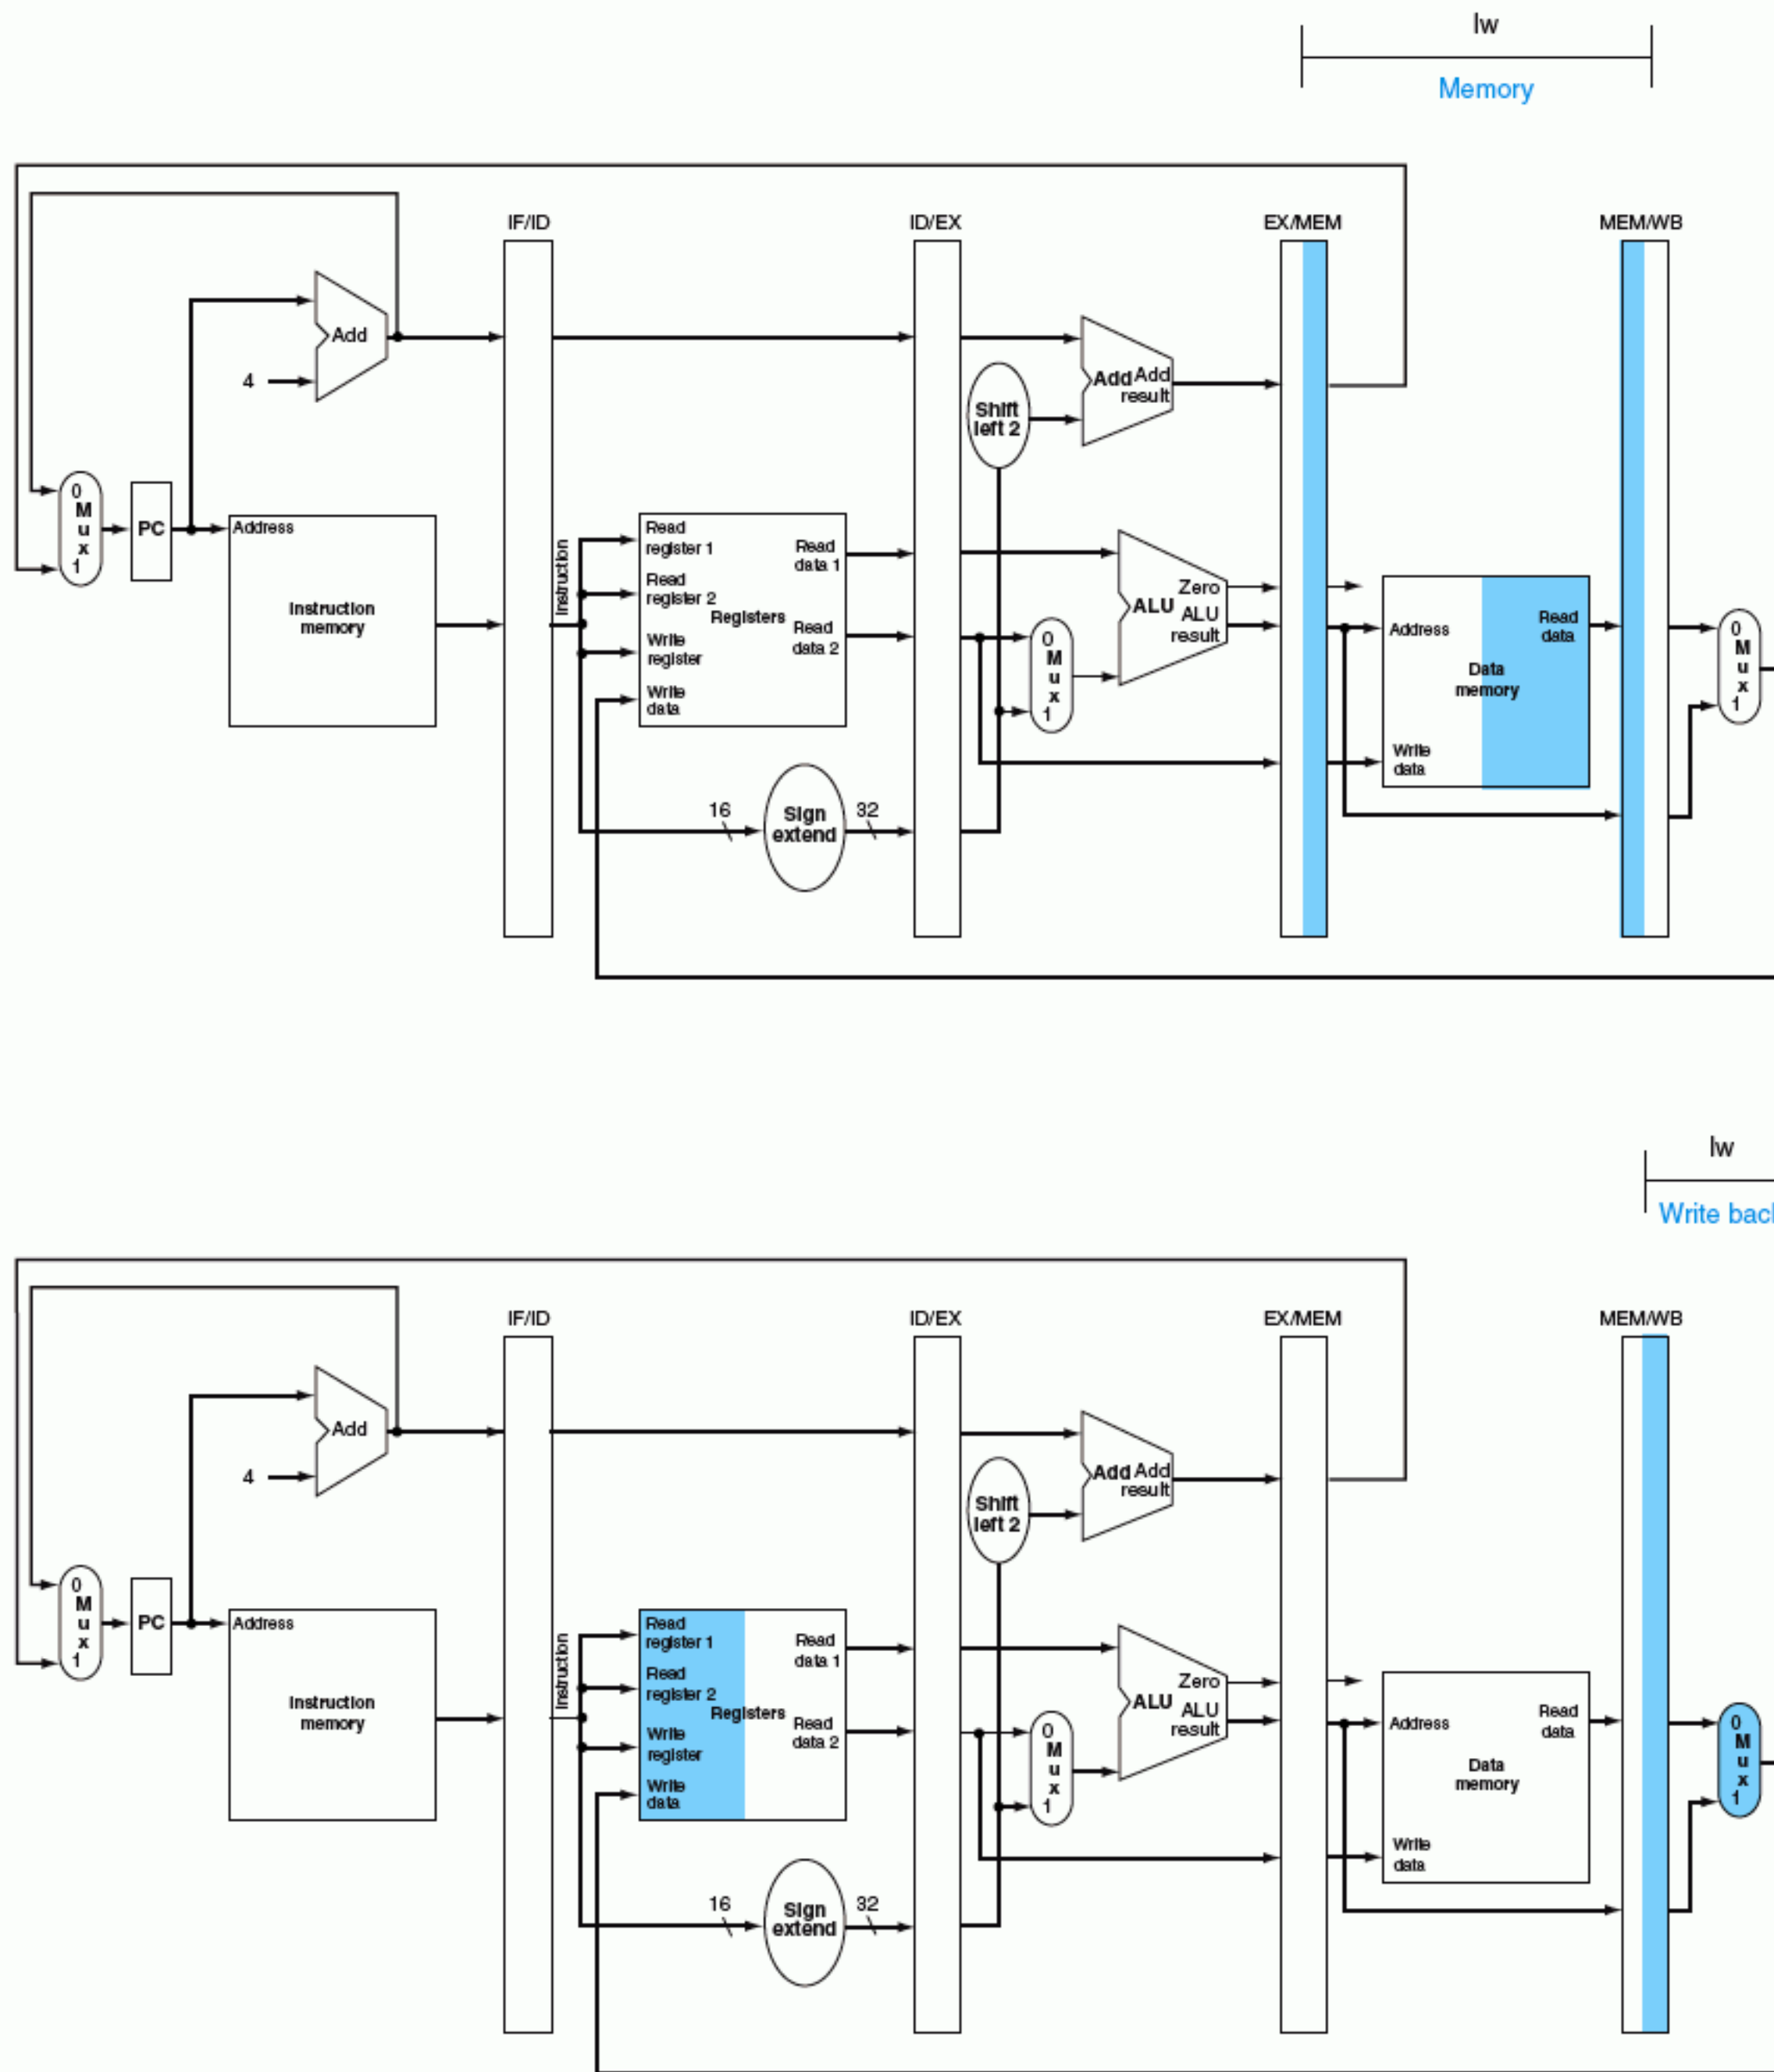 lw
Memory
IF/ID
ID/EX
EX/MEM
MEM/WB
Add
4
Shift
left 2
Add Add
result
0
M
u
x
1
PC
Address
Instruction
memory
Instruction
Read
register 1
Read
register 2
Write
register
Write
data
Registers
Read
data 1
Read
data 2
16
Sign
extend
32
0
M
u
x
1
Zero
ALU
ALU
result
Address
Read
data
Data
memory
Write
data
0
M
u
x
1
lw
Write back
IF/ID
ID/EX
EX/MEM
MEM/WB
Add
4
Shift
left 2
Add Add
result
0
M
u
x
1
PC
Address
Instruction
memory
Instruction
Read
register 1
Read
register 2
Write
register
Write
data
Registers
Read
data 1
Read
data 2
16
Sign
extend
32
0
M
u
x
1
Zero
ALU
ALU
result
Address
Read
data
Data
memory
Write
data
0
M
u
x
1